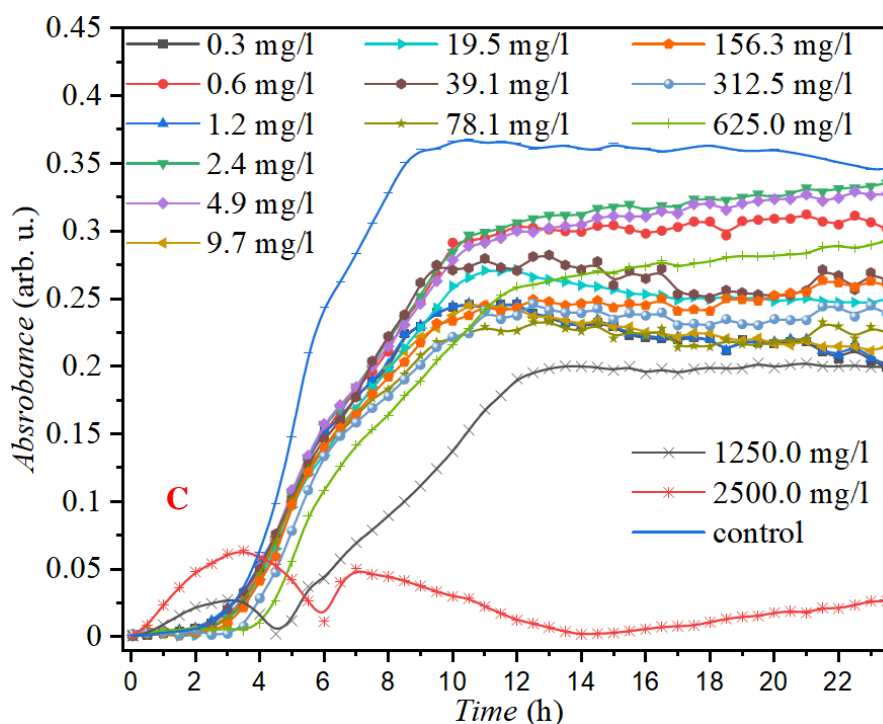 Absrobance (arb. u.)
0.45
0.4
0.35
0.3
0.25
0.2
0.15
0.1
0.05
0
0.3 mg/l
0.6 mg/l
1.2 mg/l
2.4 mg/l
4.9 mg/l
9.7 mg/l
19.5 mg/l
39.1 mg/l
78.1 mg/l
156.3 mg/l
312.5 mg/l
625.0 mg/l
1250.0 mg/l
2500.0 mg/l
control
C
0 2 4 6 8 10 12 14 16 18 20 22
Time (h)